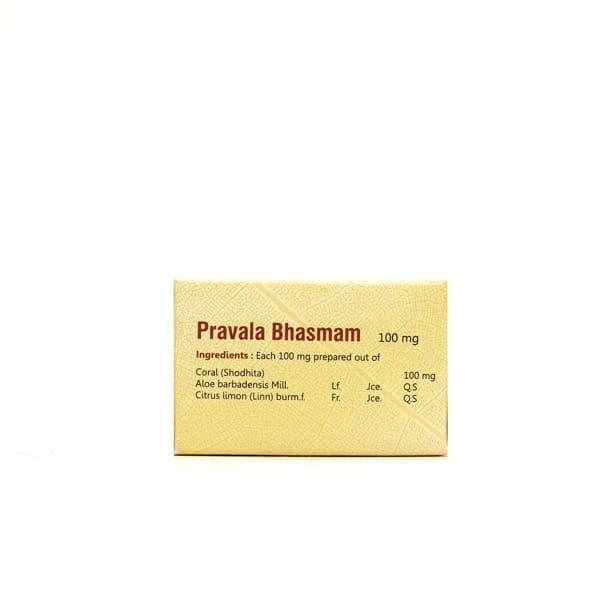 Pravala Bhasmam 100 mg
Ingredients : Each 100 mg prepared out of
Coral (Shodhita) 100 mg
Aloe barbadensis Mill. Lf. Jce. Q.S
Citrus limon (Linn) burm.f. Fr. Jce. Q.S